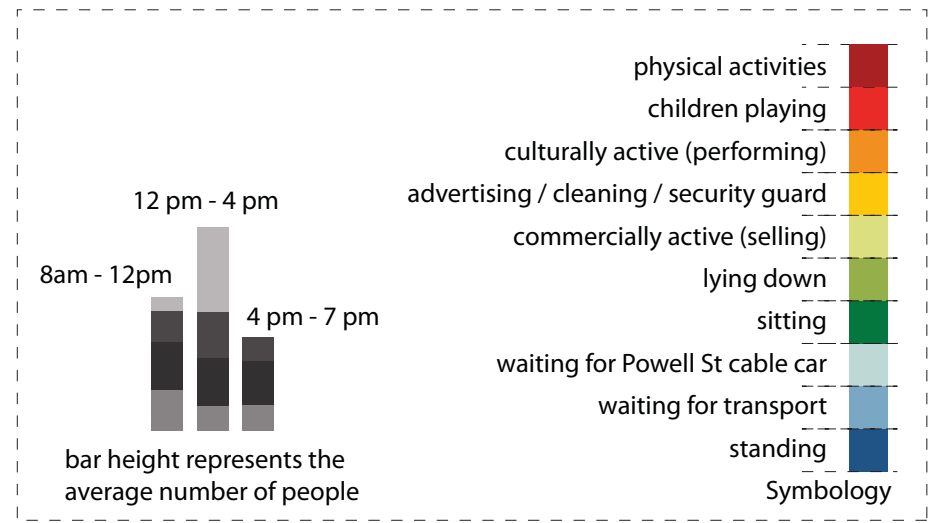 12 pm - 4 pm
8am - 12pm
4 pm - 7 pm
bar height represents the
average number of people
physical activities
children playing
culturally active (performing)
advertising / cleaning / security guard
commercially active (selling)
lying down
sitting
waiting for Powell St cable car
waiting for transport
standing
Symbology